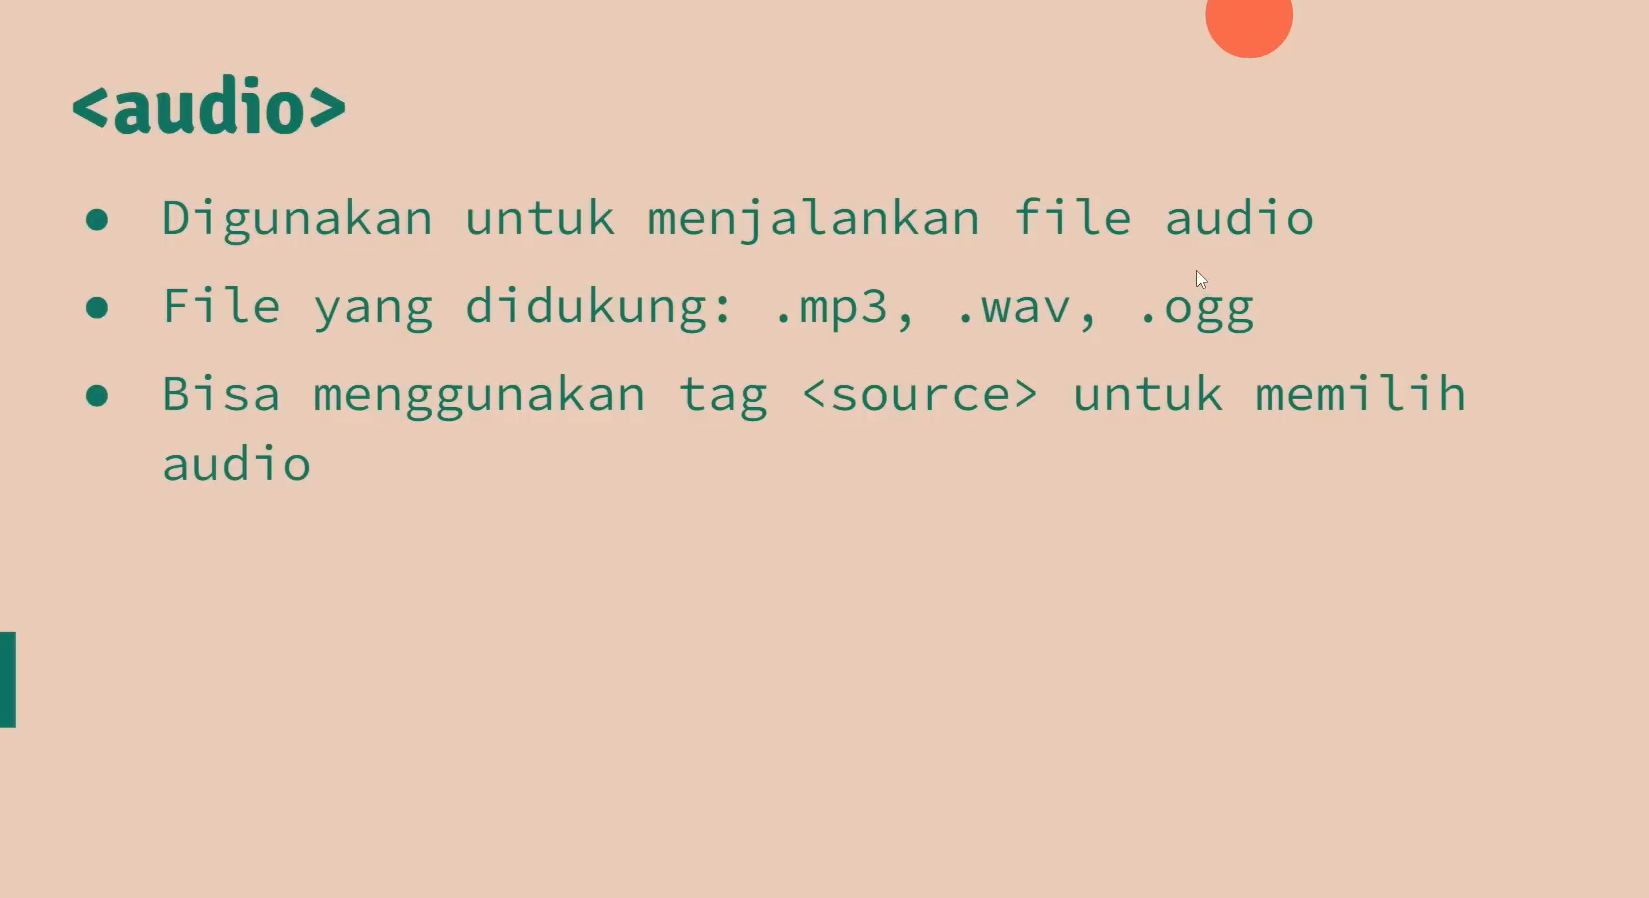 <audio>
● Digunakan untuk menjalankan file audio
● File yang didukung: .mp3, .wav, .ogg
● Bisa menggunakan tag <source> untuk memilih
audio